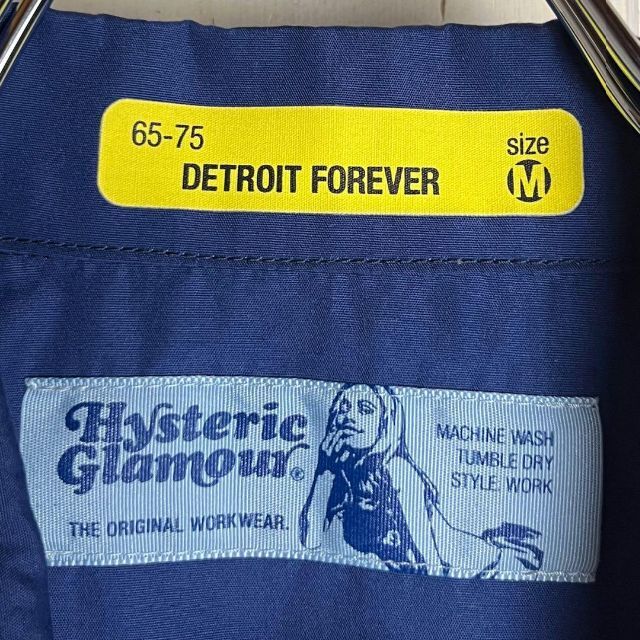 65-75
size
DETROIT FOREVER
M
Hysteric
Glamour®
THE ORIGINAL WORKWEAR.
MACHINE WASH
TUMBLE DRY
STYLE: WORK